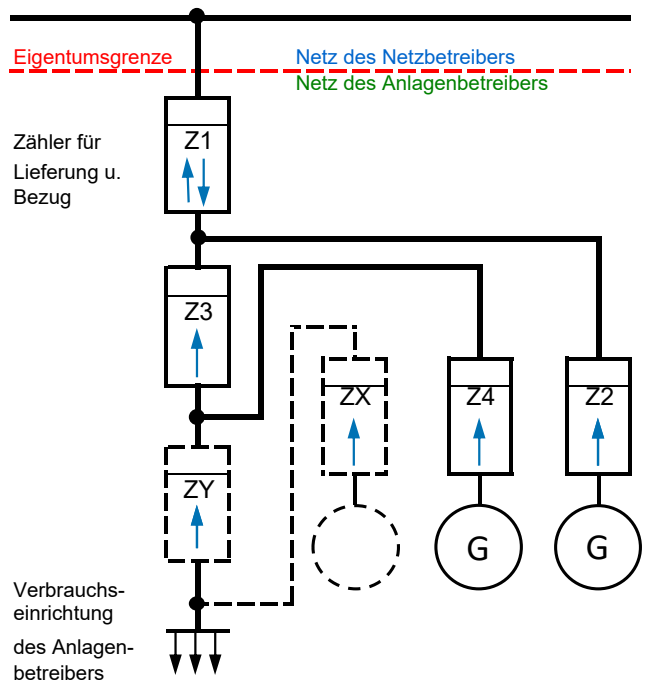 Eigentumsgrenze
Netz des Netzbetreibers
Netz des Anlagenbetreibers
Zähler für
Lieferung u.
Bezug
Z1
Z3
ZX
Z4
Z2
ZY
G
G
Verbrauchs-
einrichtung
des Anlagen-
betreibers